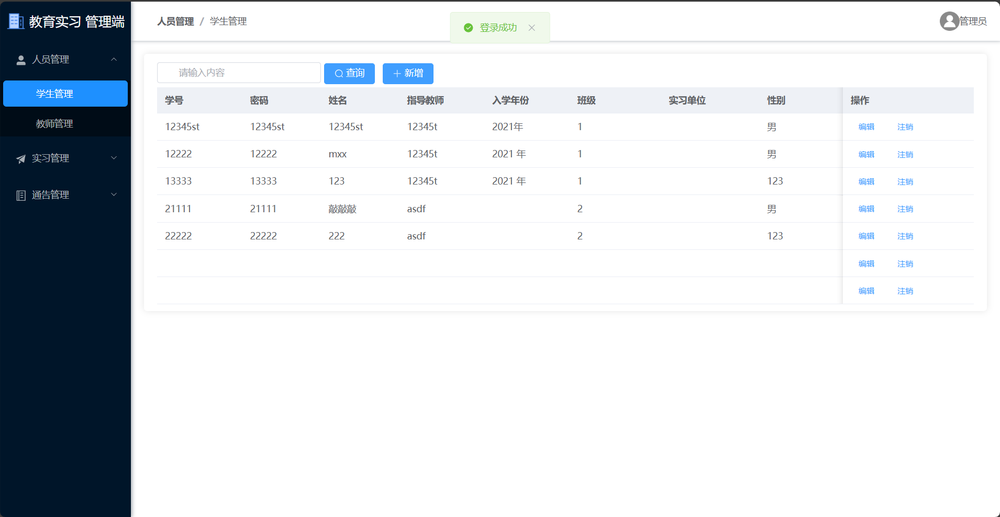 教育实习 管理端
人员管理
学生管理
教师管理
实习管理
通告管理
人员管理 / 学生管理
登录成功
管理员
请输入内容 查询 新增
学号 密码 姓名 指导教师 入学年份 班级 实习单位 性别 操作
12345st 12345st 12345st 12345t 2021年 1 男 编辑 注销
12222 12222 mxx 12345t 2021 年 1 男 编辑 注销
13333 13333 123 12345t 2021 年 1 123 编辑 注销
21111 21111 敲敲敲 asdf 2 男 编辑 注销
22222 22222 222 asdf 2 123 编辑 注销
编辑 注销
编辑 注销